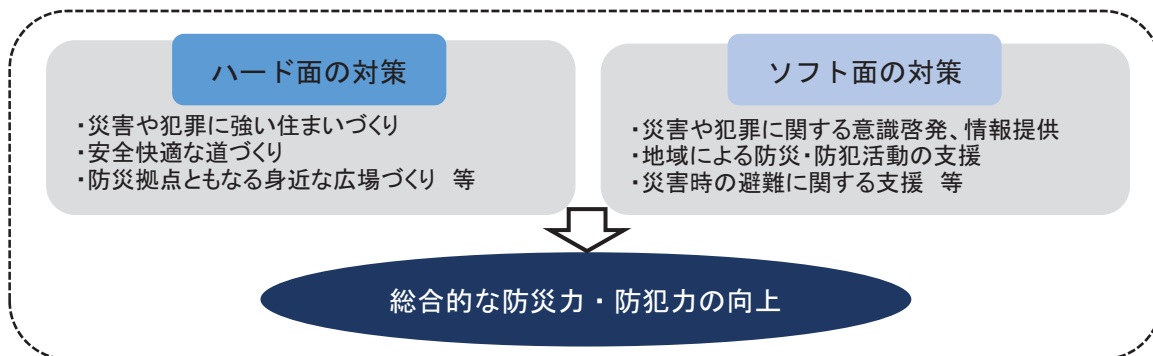 ハード面の対策
・災害や犯罪に強い住まいづくり
・安全快適な道づくり
・防災拠点ともなる身近な広場づくり 等
ソフト面の対策
・災害や犯罪に関する意識啓発、情報提供
・地域による防災・防犯活動の支援
・災害時の避難に関する支援 等
総合的な防災力・防犯力の向上